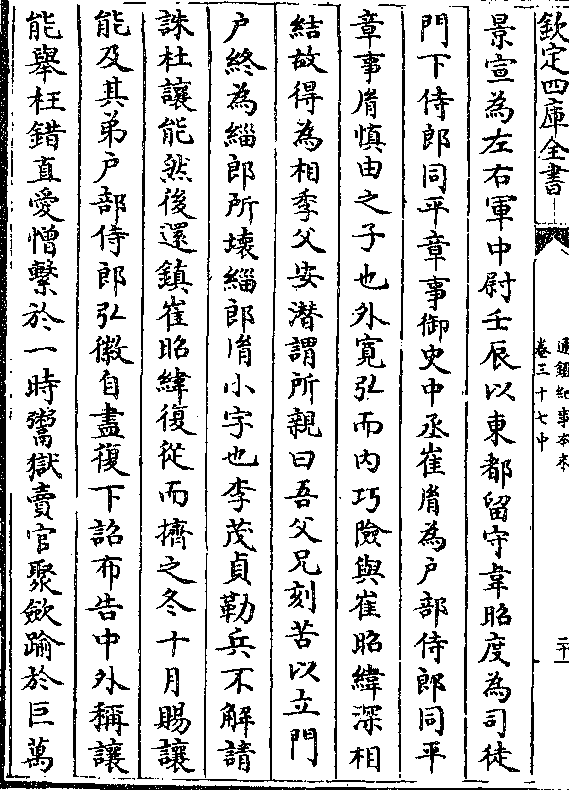 欽定四庫全書
通鑑紀事本末
卷三十七中
二十
景宣為左右軍中尉壬辰以東都留守韋昭度為司徒
門下侍郎同平章事御史中丞崔胤為戶部侍郎同平
章事胤慎由之子也外寛弘而内巧險與崔昭緯深相
結故得為相季父安潜謂所親曰吾父兄刻苦以立門
户終為緇郎所壊緇郎胤小字也李茂貞勒兵不解請
誅杜讓能然後還鎮崔昭緯復從而擠之冬十月賜讓
能及其弟户部侍郎弘徽自盡復下詔布告中外稱讓
能舉枉錯直愛憎繫於一時鬻獄賣官聚斂踰於巨萬